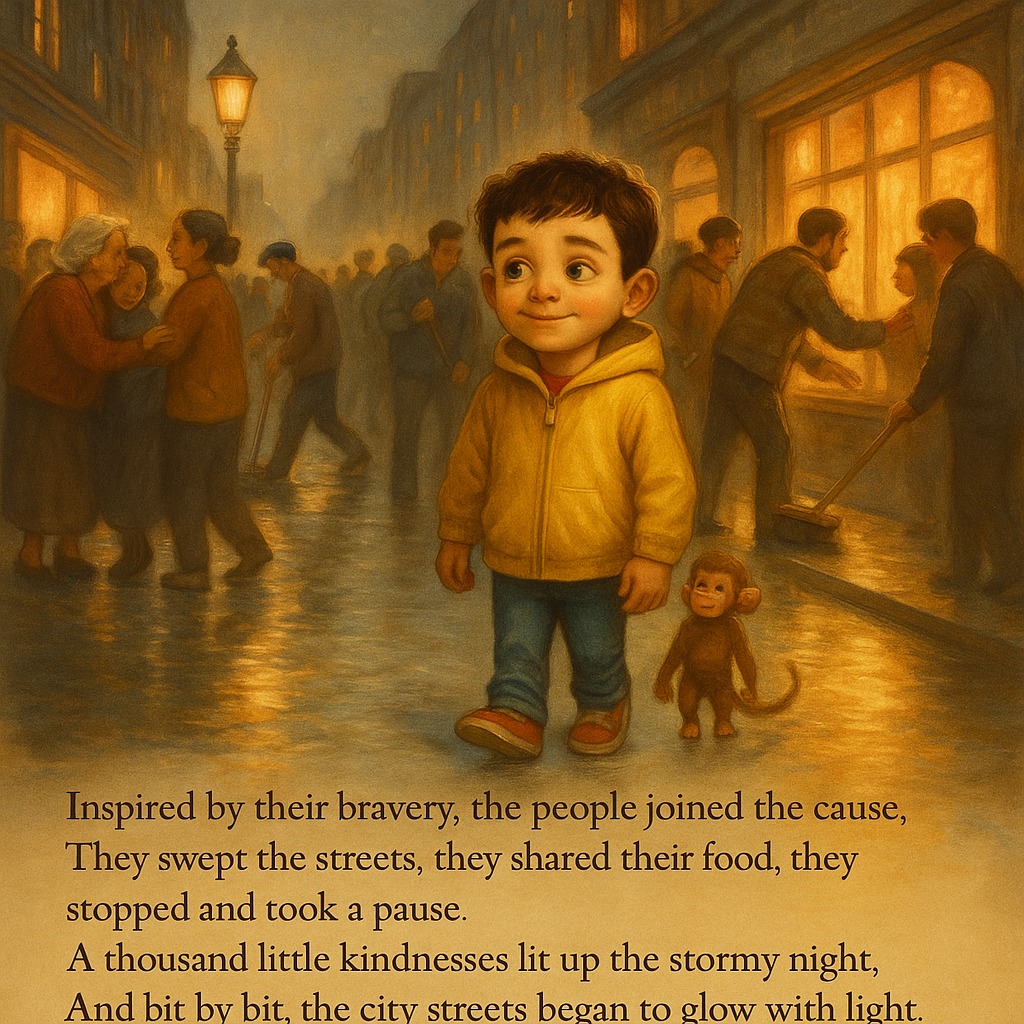 Inspired by their bravery, the people joined the cause,
They swept the streets, they shared their food, they
stopped and took a pause.
A thousand little kindnesses lit up the stormy night,
And bit by bit, the city streets began to glow with light.